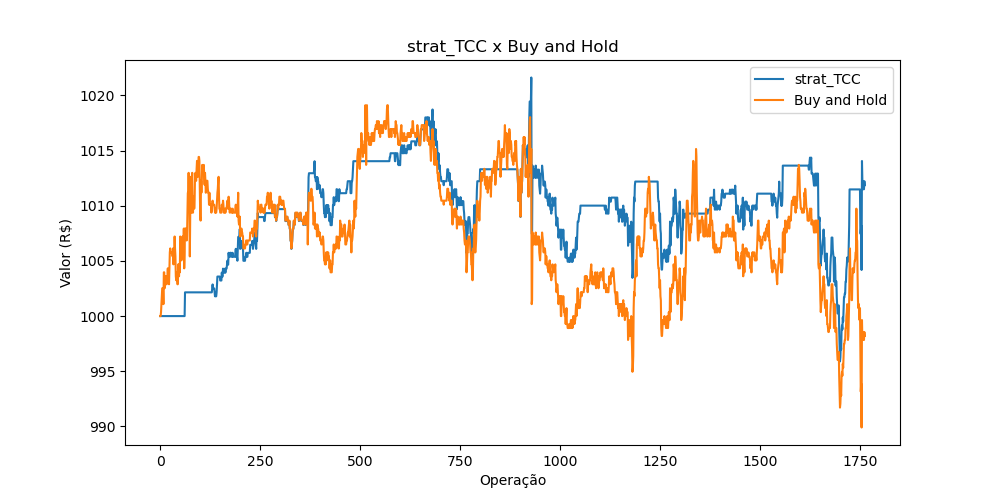 strat_TCC x Buy and Hold
strat_TCC
Buy and Hold
Valor (R$)
1020
1015
1010
1005
1000
995
990
0 250 500 750 1000 1250 1500 1750
Operação